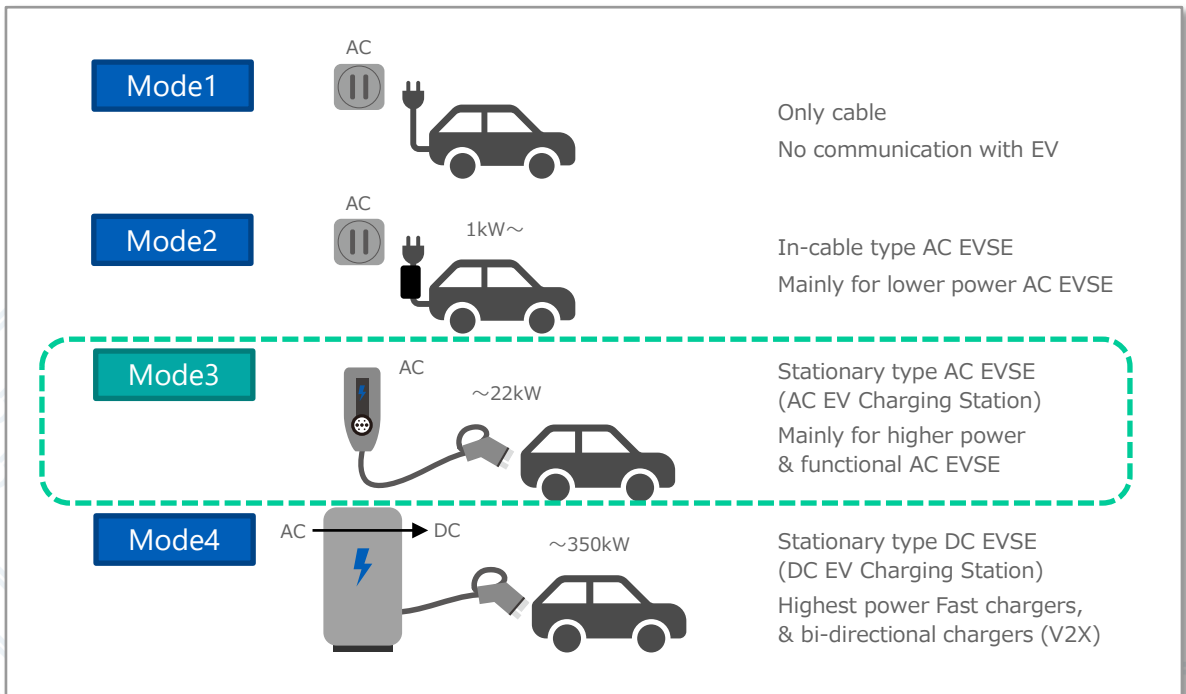 Mode1
AC
Only cable
No communication with EV
Mode2
AC
1kW～
In-cable type AC EVSE
Mainly for lower power AC EVSE
Mode3
AC
～22kW
Stationary type AC EVSE
(AC EV Charging Station)
Mainly for higher power
& functional AC EVSE
Mode4
AC
DC
～350kW
Stationary type DC EVSE
(DC EV Charging Station)
Highest power Fast chargers,
& bi-directional chargers (V2X)